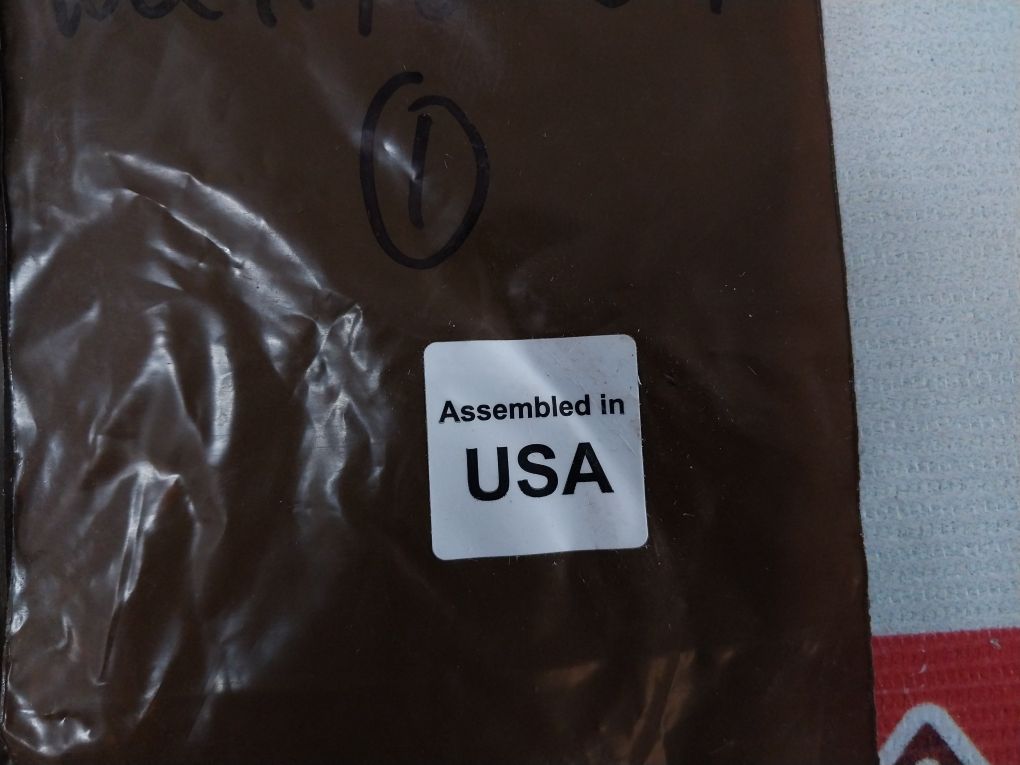 1
Assembled in
USA